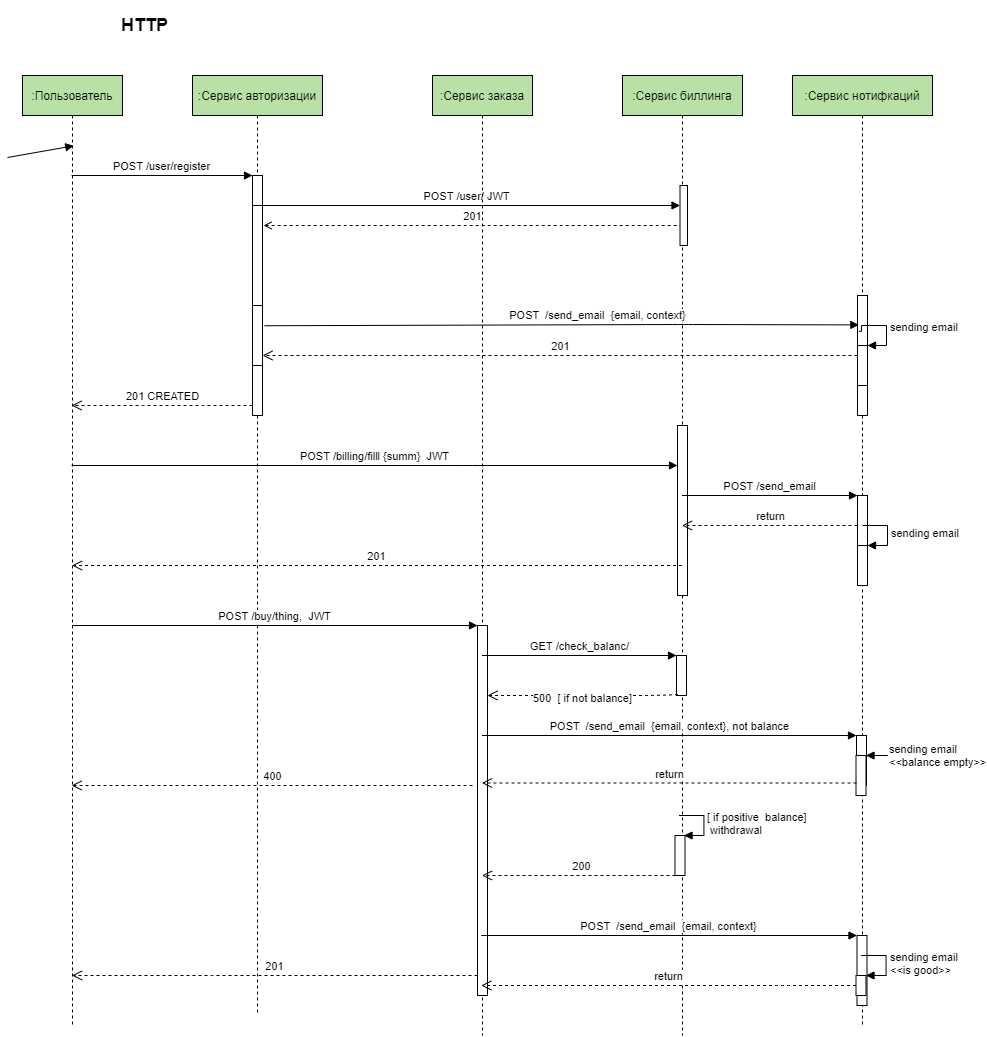 HTTP
:Пользователь
:Сервис авторизации
:Сервис заказа
:Сервис биллинга
:Сервис нотифкаций
POST /user/register
POST /user/ JWT
201
POST /send_email {email, context}
sending email
201
201 CREATED
POST /billing/filll {summ} JWT
POST /send_email
return
sending email
201
POST /buy/thing, JWT
GET /check_balanc/
500 [ if not balance]
POST /send_email {email, context}, not balance
sending email
<<balance empty>>
return
400
[ if positive balance]
withdrawal
200
POST /send_email {email, context}
sending email
<<is good>>
201
return